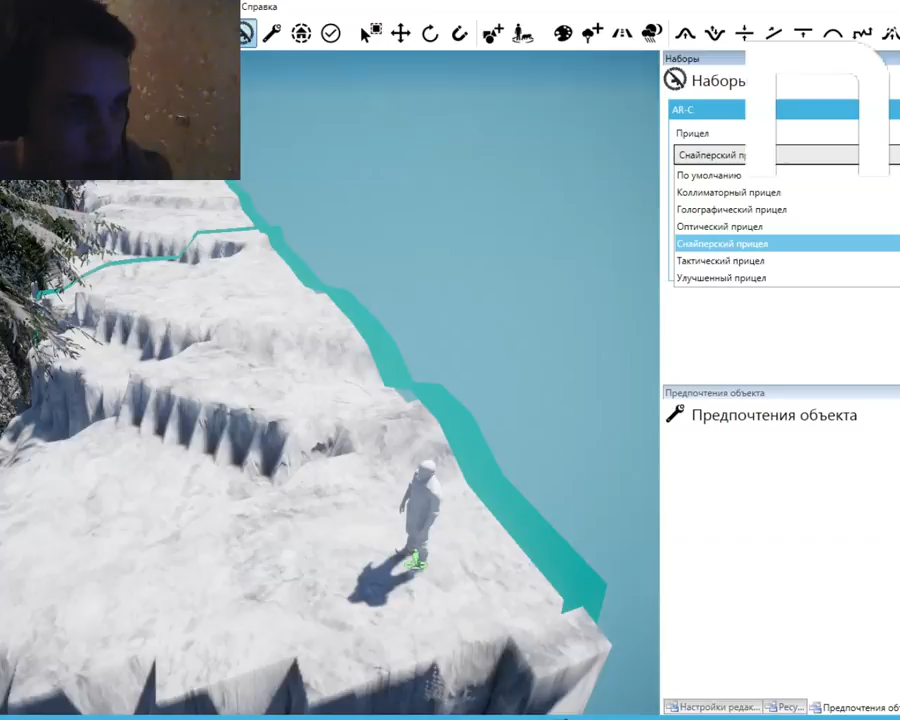 Справка
Наборы
Наборы
AR-C
Прицел
Снайперский
По умолчанию
Коллиматорный прицел
Голографический прицел
Оптический прицел
Снайперский прицел
Тактический прицел
Улучшенный прицел
Предпочтения объекта
Предпочтения объекта
Настройки редак... Ресу... Предпочтения